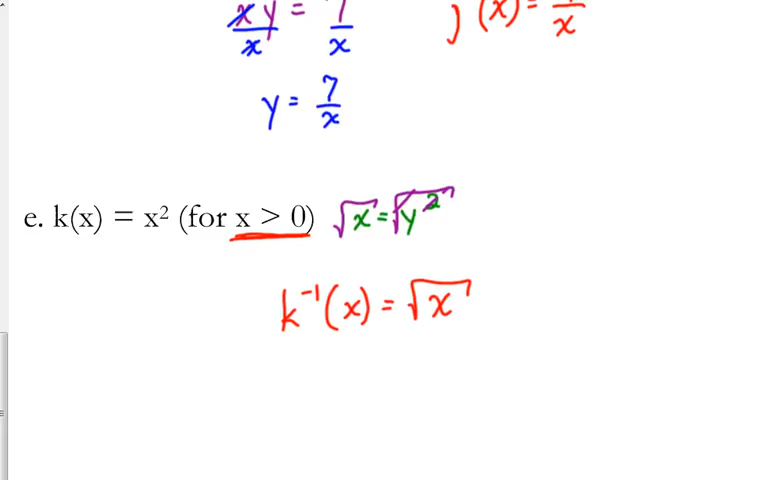 xy/x = 7/x
(x) = /x
y = 7/x
e. k(x) = x² (for x > 0) √x = √y²
k⁻¹(x) = √x